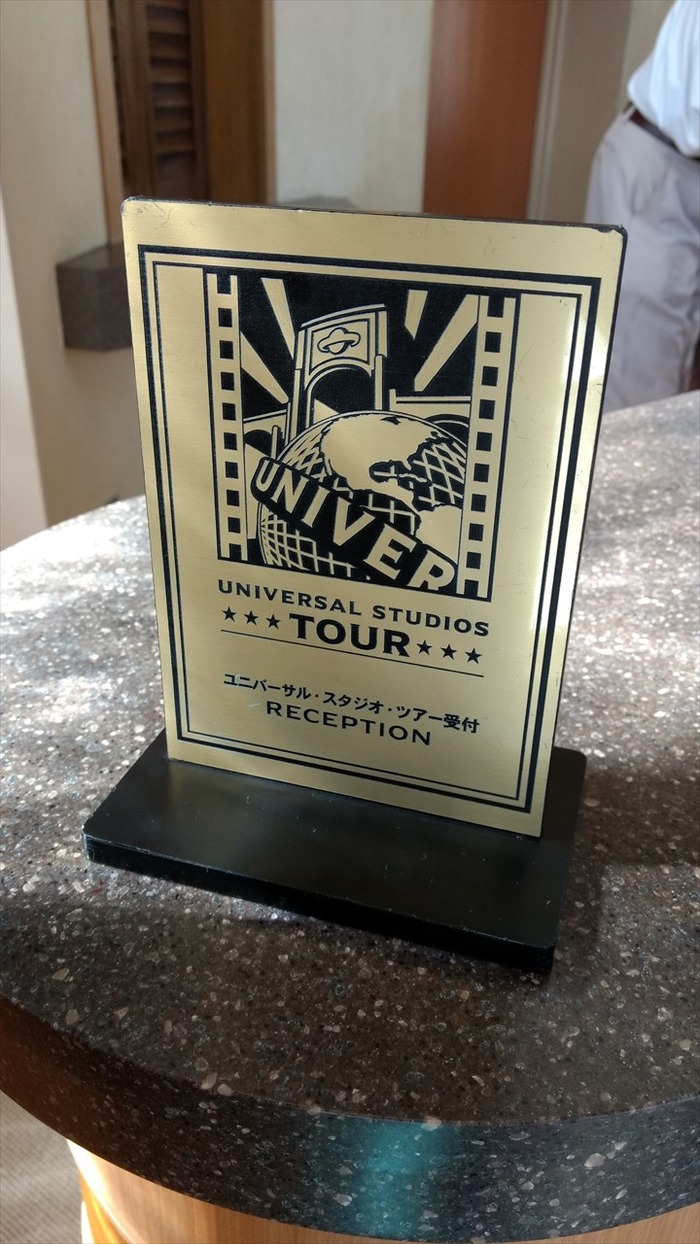 UNIVER
UNIVERSAL STUDIOS
★★★TOUR★★★
ユニバーサル・スタジオ・ツアー受付
RECEPTION